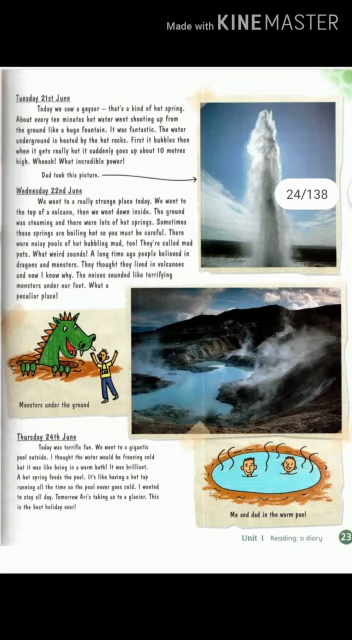 Made with KINEMASTER
Tuesday 21st June
Today we saw a geyser – that's a kind of hot spring.
About every ten minutes hot water went shooting up from
the ground like a huge fountain. It was fantastic. The water
underground is heated by the hot rocks. First it bubbles then
when it gets really hot it suddenly goes up about 10 metres
high. Whoosh! What incredible power!
Dad took this picture.
24/138
Wednesday 22nd June
We went to a really strange place today. We went to
the top of a volcano, then we went down inside. The ground
was steaming and there were lots of hot springs. Sometimes
these springs are boiling hot so you must be careful. There
were noisy pools of hot bubbling mud, too! They're called mud
pots. What weird sounds! A long time ago people believed in
dragons and monsters. They thought they lived in volcanoes
and now I know why. The noises sounded like terrifying
monsters under our feet. What a
peculiar place!
Monsters under the ground
Thursday 24th June
Today was terrific fun. We went to a gigantic
pool outside. I thought the water would be freezing cold
but it was like being in a warm bath! It was brilliant.
A hot spring feeds the pool. It's like having a hot tap
running all the time so the pool never goes cold. I wanted
to stay all day. Tomorrow Ari's taking us to a glacier. This
is the best holiday ever!
Me and dad in the warm pool
Unit 1 Reading: a diary 23